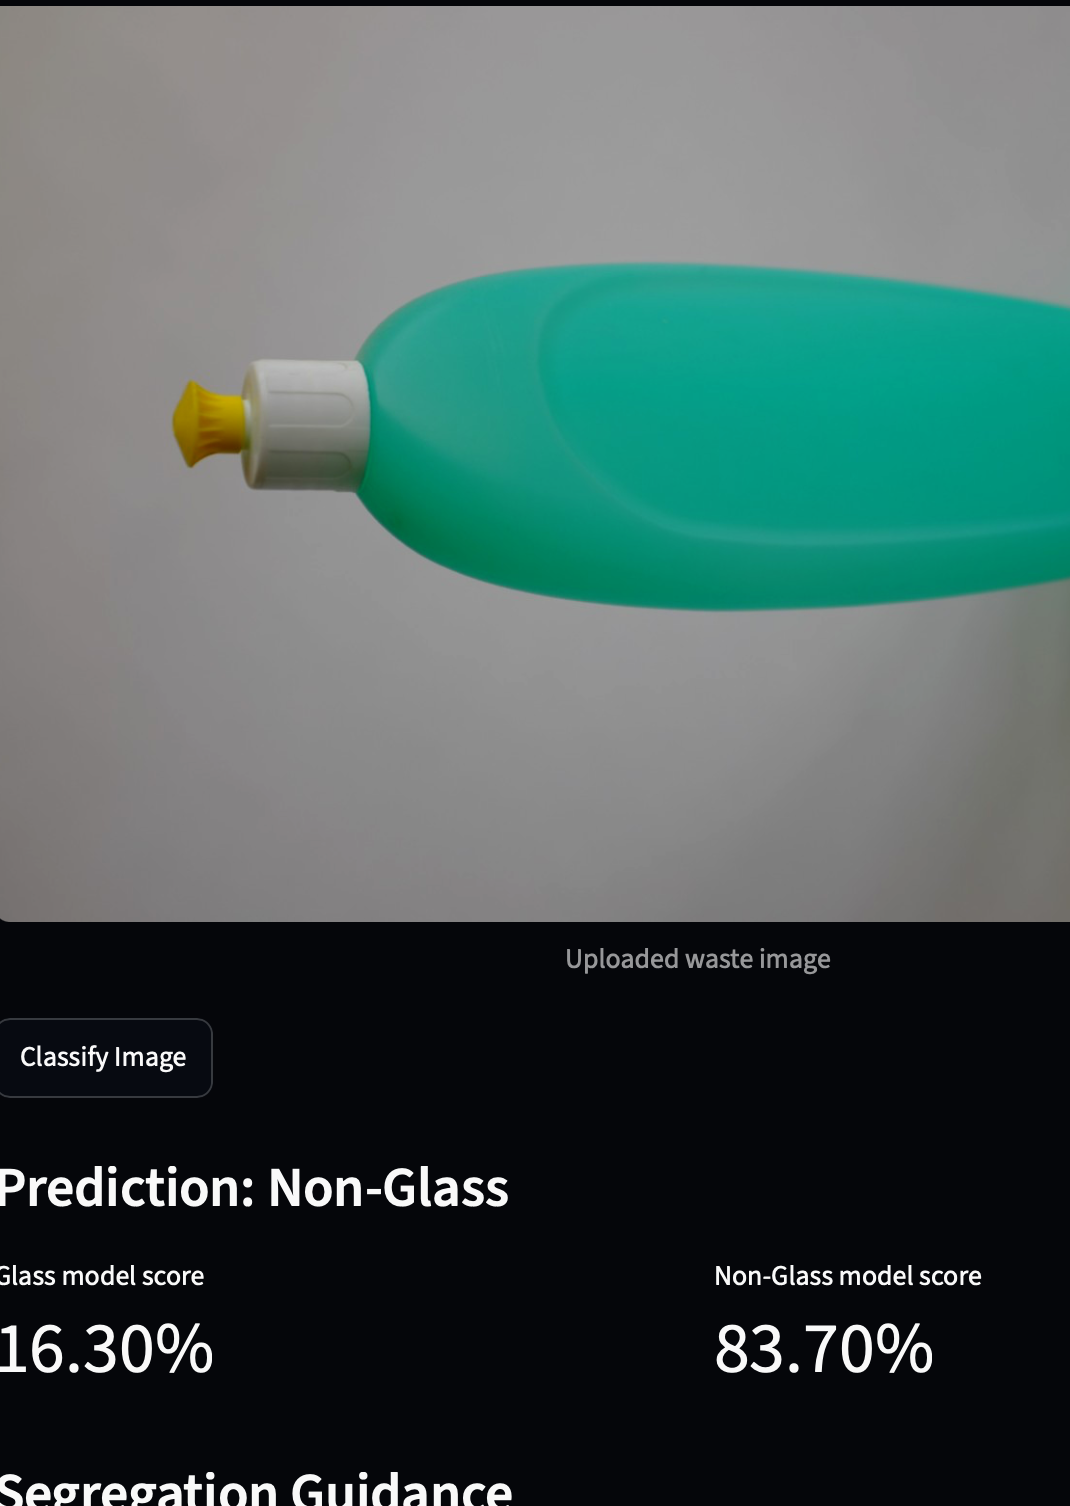 Uploaded waste image
Classify Image
Prediction: Non-Glass
Glass model score
Non-Glass model score
16.30%
83.70%
Segregation Guidance